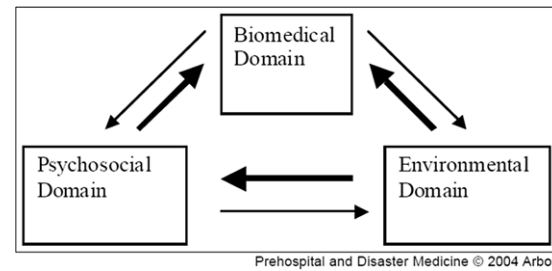 Biomedical
Domain
Psychosocial
Domain
Environmental
Domain
Prehospital and Disaster Medicine © 2004 Arbo